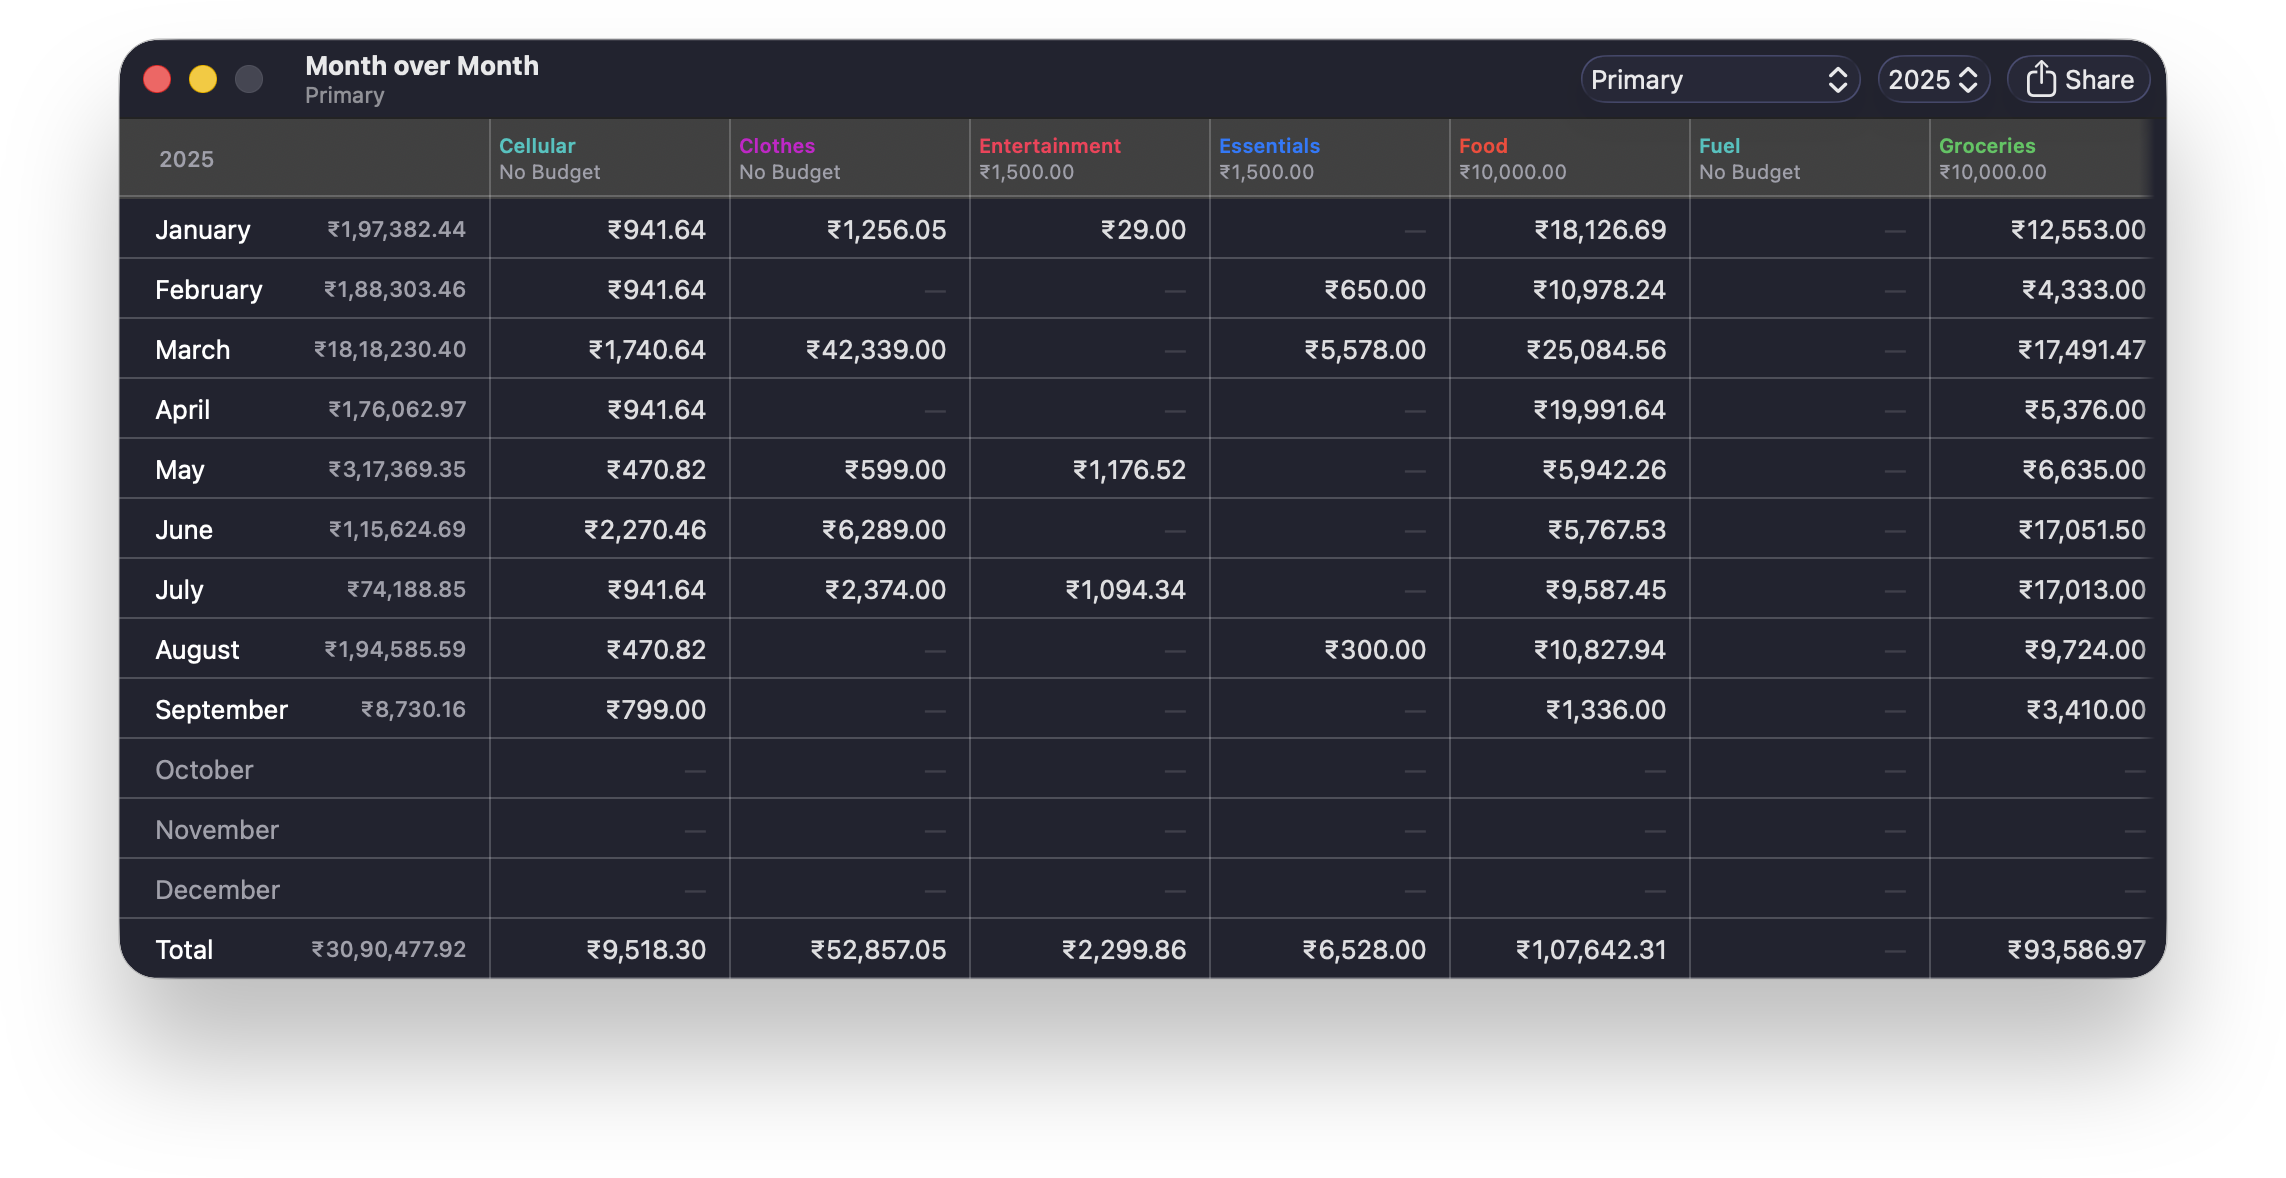 Month over Month
Primary
Primary 2025 Share
2025 Cellular Clothes Entertainment Essentials Food Fuel Groceries
No Budget No Budget ₹1,500.00 ₹1,500.00 ₹10,000.00 No Budget ₹10,000.00
January ₹1,97,382.44 ₹941.64 ₹1,256.05 ₹29.00 — ₹18,126.69 — ₹12,553.00
February ₹1,88,303.46 ₹941.64 — — ₹650.00 ₹10,978.24 — ₹4,333.00
March ₹18,18,230.40 ₹1,740.64 ₹42,339.00 — ₹5,578.00 ₹25,084.56 — ₹17,491.47
April ₹1,76,062.97 ₹941.64 — — — ₹19,991.64 — ₹5,376.00
May ₹3,17,369.35 ₹470.82 ₹599.00 ₹1,176.52 — ₹5,942.26 — ₹6,635.00
June ₹1,15,624.69 ₹2,270.46 ₹6,289.00 — — ₹5,767.53 — ₹17,051.50
July ₹74,188.85 ₹941.64 ₹2,374.00 ₹1,094.34 — ₹9,587.45 — ₹17,013.00
August ₹1,94,585.59 ₹470.82 — — ₹300.00 ₹10,827.94 — ₹9,724.00
September ₹8,730.16 ₹799.00 — — — ₹1,336.00 — ₹3,410.00
October — — — — — — —
November — — — — — — —
December — — — — — — —
Total ₹30,90,477.92 ₹9,518.30 ₹52,857.05 ₹2,299.86 ₹6,528.00 ₹1,07,642.31 — ₹93,586.97